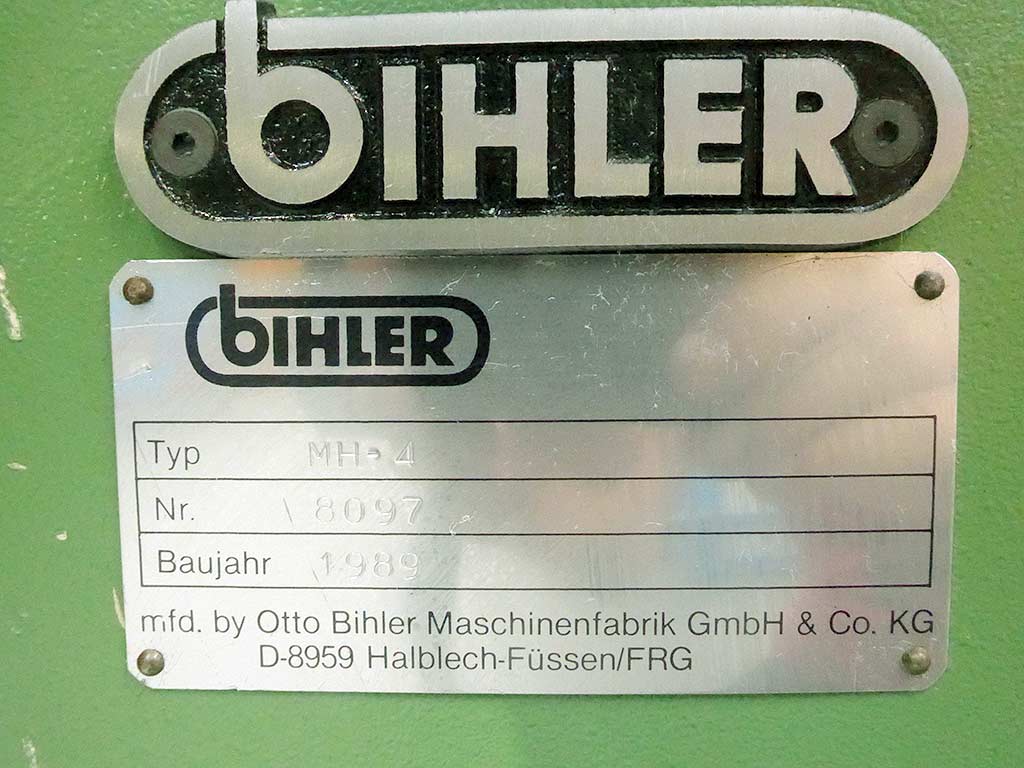 bIHLER
bIHLER
Typ MH-4
Nr. 8097
Baujahr 1989
mfd. by Otto Bihler Maschinenfabrik GmbH & Co. KG
D-8959 Halblech-Füssen/FRG